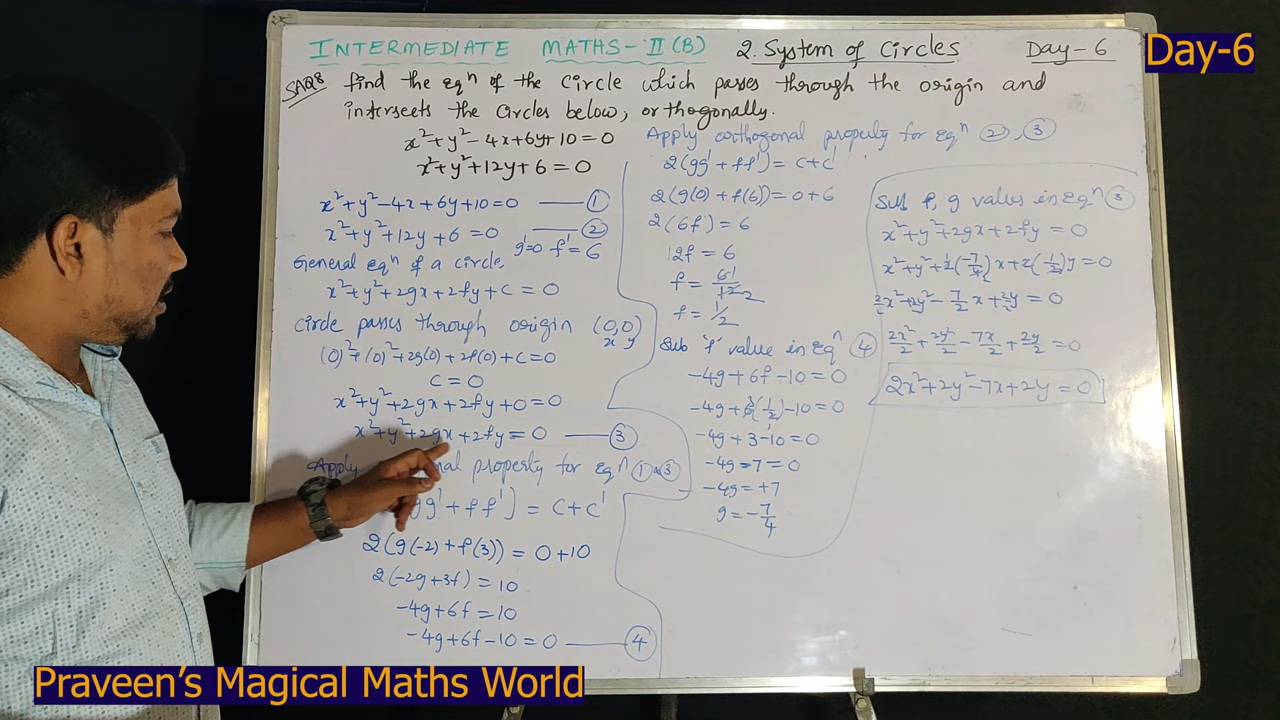 INTERMEDIATE MATHS-II(B) 2. System of Circles Day-6
Day-6
SAQ8 find the eqⁿ of the circle which passes through the origin and
intersects the circles below, orthogonally.
x²+y²-4x+6y+10=0
x²+y²+12y+6=0
x²+y²-4x+6y+10=0 — ①
x²+y²+12y+6=0 — ②
g'=0 f'=6
General eqⁿ of a circle,
x²+y²+2gx+2fy+c=0
Circle passes through origin (0,0)
x y
(0)²+(0)²+2g(0)+2f(0)+c=0
c=0
x²+y²+2gx+2fy+0=0
x²+y²+2gx+2fy=0 — ③
Apply nal property for Eqⁿ ① & ③
gg'+ff') = c+c'
2(g(-2)+f(3)) = 0+10
2(-2g+3f) = 10
-4g+6f=10
-4g+6f-10=0 — ④
Apply orthogonal property for Eqⁿ ②, ③
2(gg'+ff')=c+c'
2(g(0)+f(6))=0+6
2(6f)=6
12f=6
f=6/12
f=1/2
Sub 'f' value in Eqⁿ ④
-4g+6f-10=0
-4g+6(1/2)-10=0
-4g+3-10=0
-4g-7=0
-4g=+7
g=-7/4
Sub f, g values in Eqⁿ ③
x²+y²+2gx+2fy=0
x²+y²+2(-7/4)x+2(1/2)y=0
2/2x²+2/2y²-7/2x+2/2y=0
2x²/2+2y²/2-7x/2+2y/2=0
2x²+2y²-7x+2y=0
Praveen's Magical Maths World